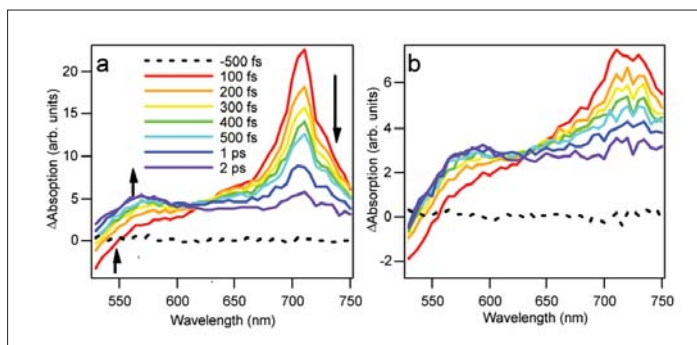 a
-500 fs
100 fs
200 fs
300 fs
400 fs
500 fs
1 ps
2 ps
ΔAbsoption (arb. units)
20
15
10
5
0
550 600 650 700 750
Wavelength (nm)
b
ΔAbsorption (arb. units)
6
4
2
0
-2
550 600 650 700 750
Wavelength (nm)